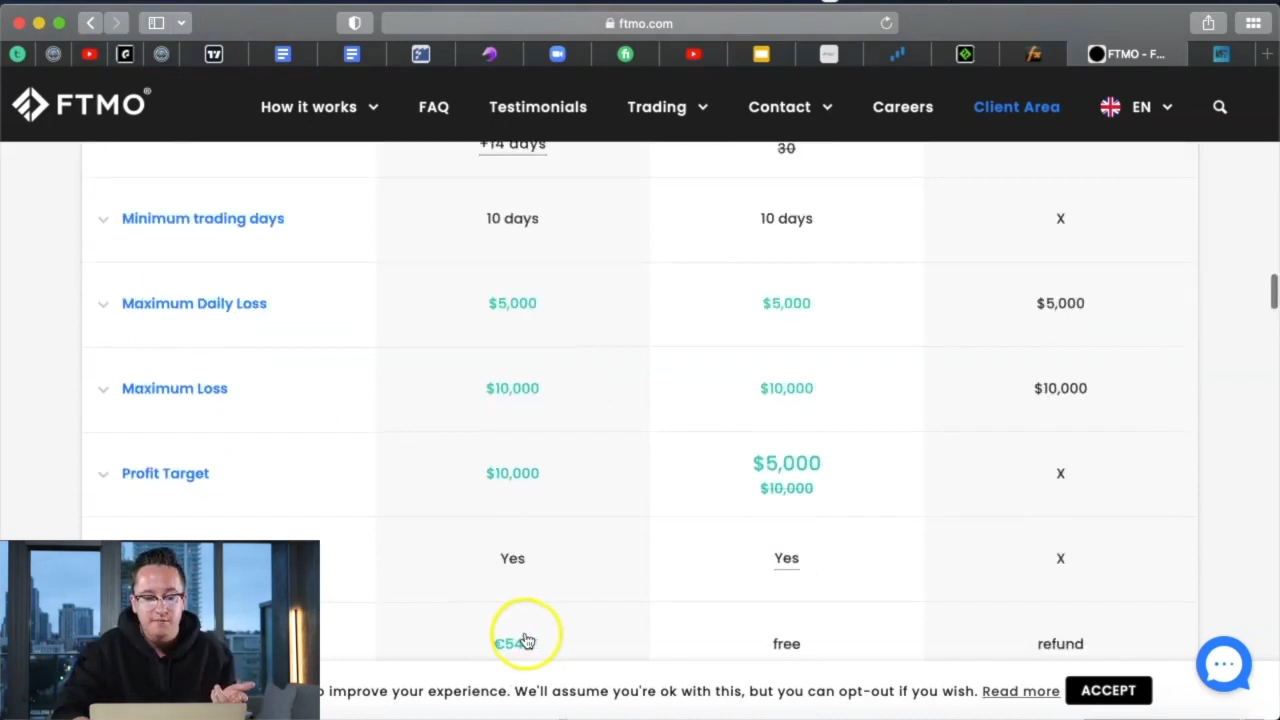 ftmo.com
FTMO - F...
FTMO®
How it works
FAQ
Testimonials
Trading
Contact
Careers
Client Area
EN
+14 days
30
Minimum trading days
10 days
10 days
X
Maximum Daily Loss
$5,000
$5,000
$5,000
Maximum Loss
$10,000
$10,000
$10,000
Profit Target
$10,000
$5,000
$10,000
X
Yes
Yes
X
free
refund
to improve your experience. We'll assume you're ok with this, but you can opt-out if you wish. Read more
ACCEPT